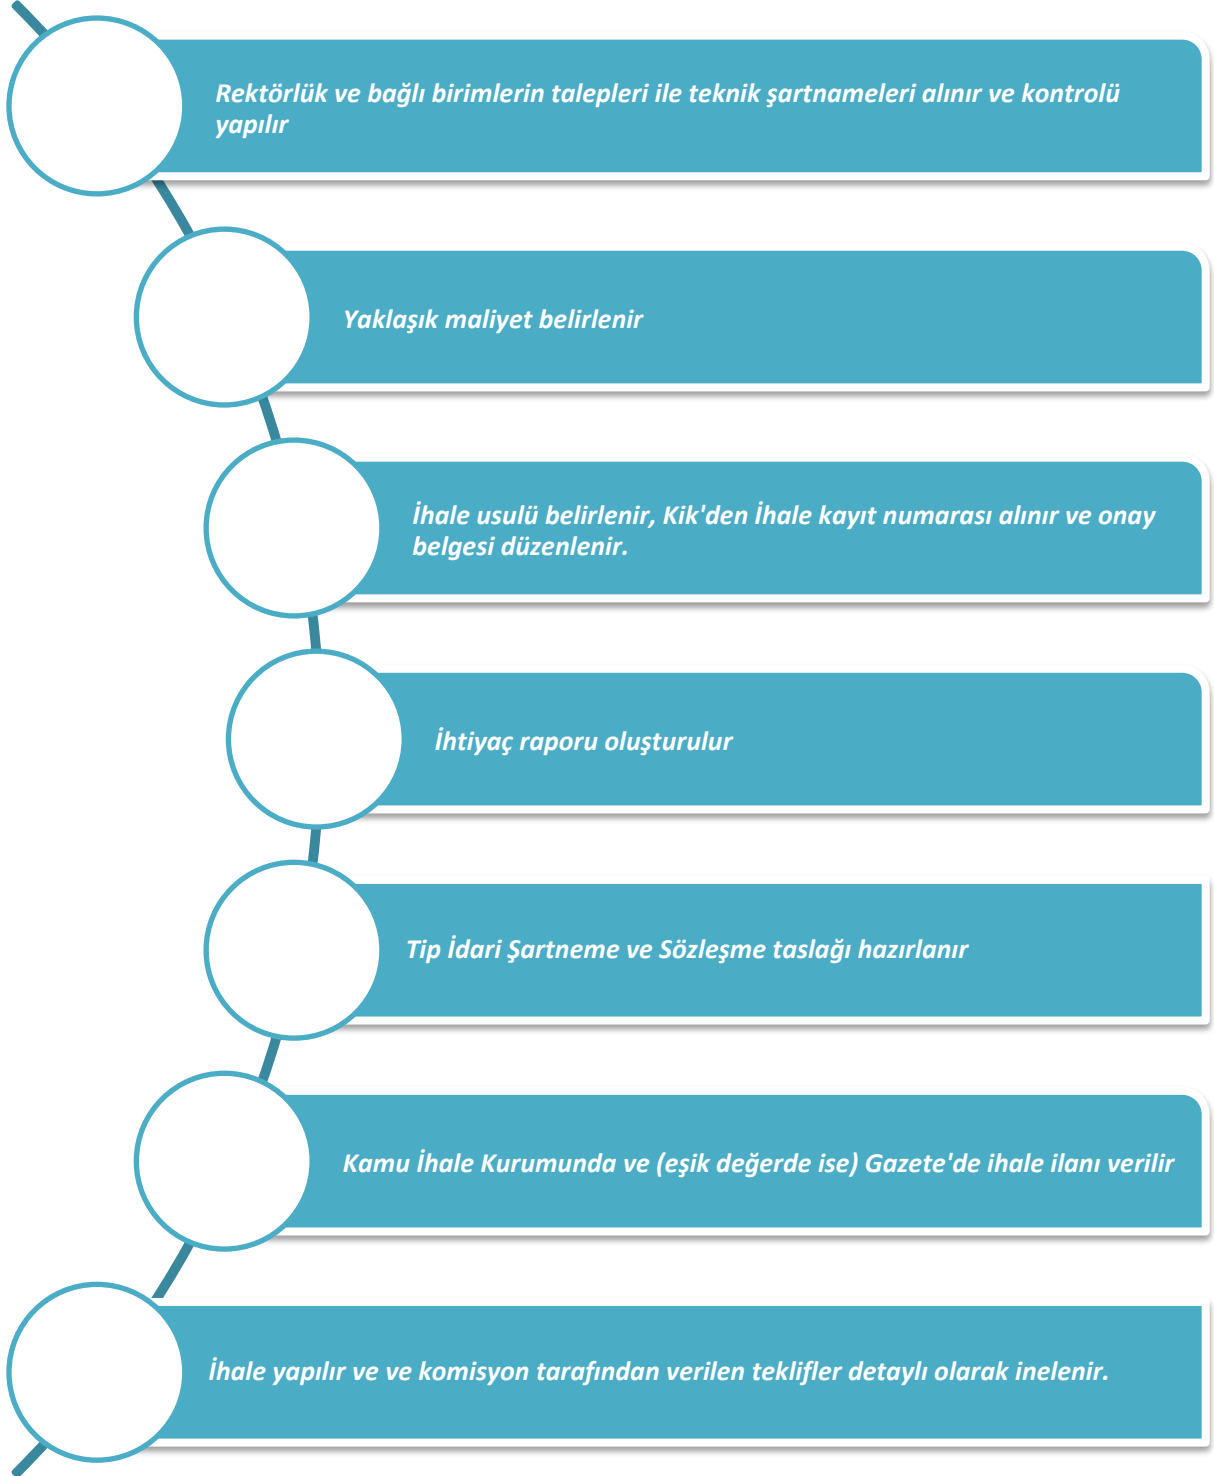 Rektörlük ve bağlı birimlerin talepleri ile teknik şartnameleri alınır ve kontrolü
yapılır
Yaklaşık maliyet belirlenir
İhale usulü belirlenir, Kik'den İhale kayıt numarası alınır ve onay
belgesi düzenlenir.
İhtiyaç raporu oluşturulur
Tip İdari Şartneme ve Sözleşme taslağı hazırlanır
Kamu İhale Kurumunda ve (eşik değerde ise) Gazete'de ihale ilanı verilir
İhale yapılır ve ve komisyon tarafından verilen teklifler detaylı olarak inelenir.